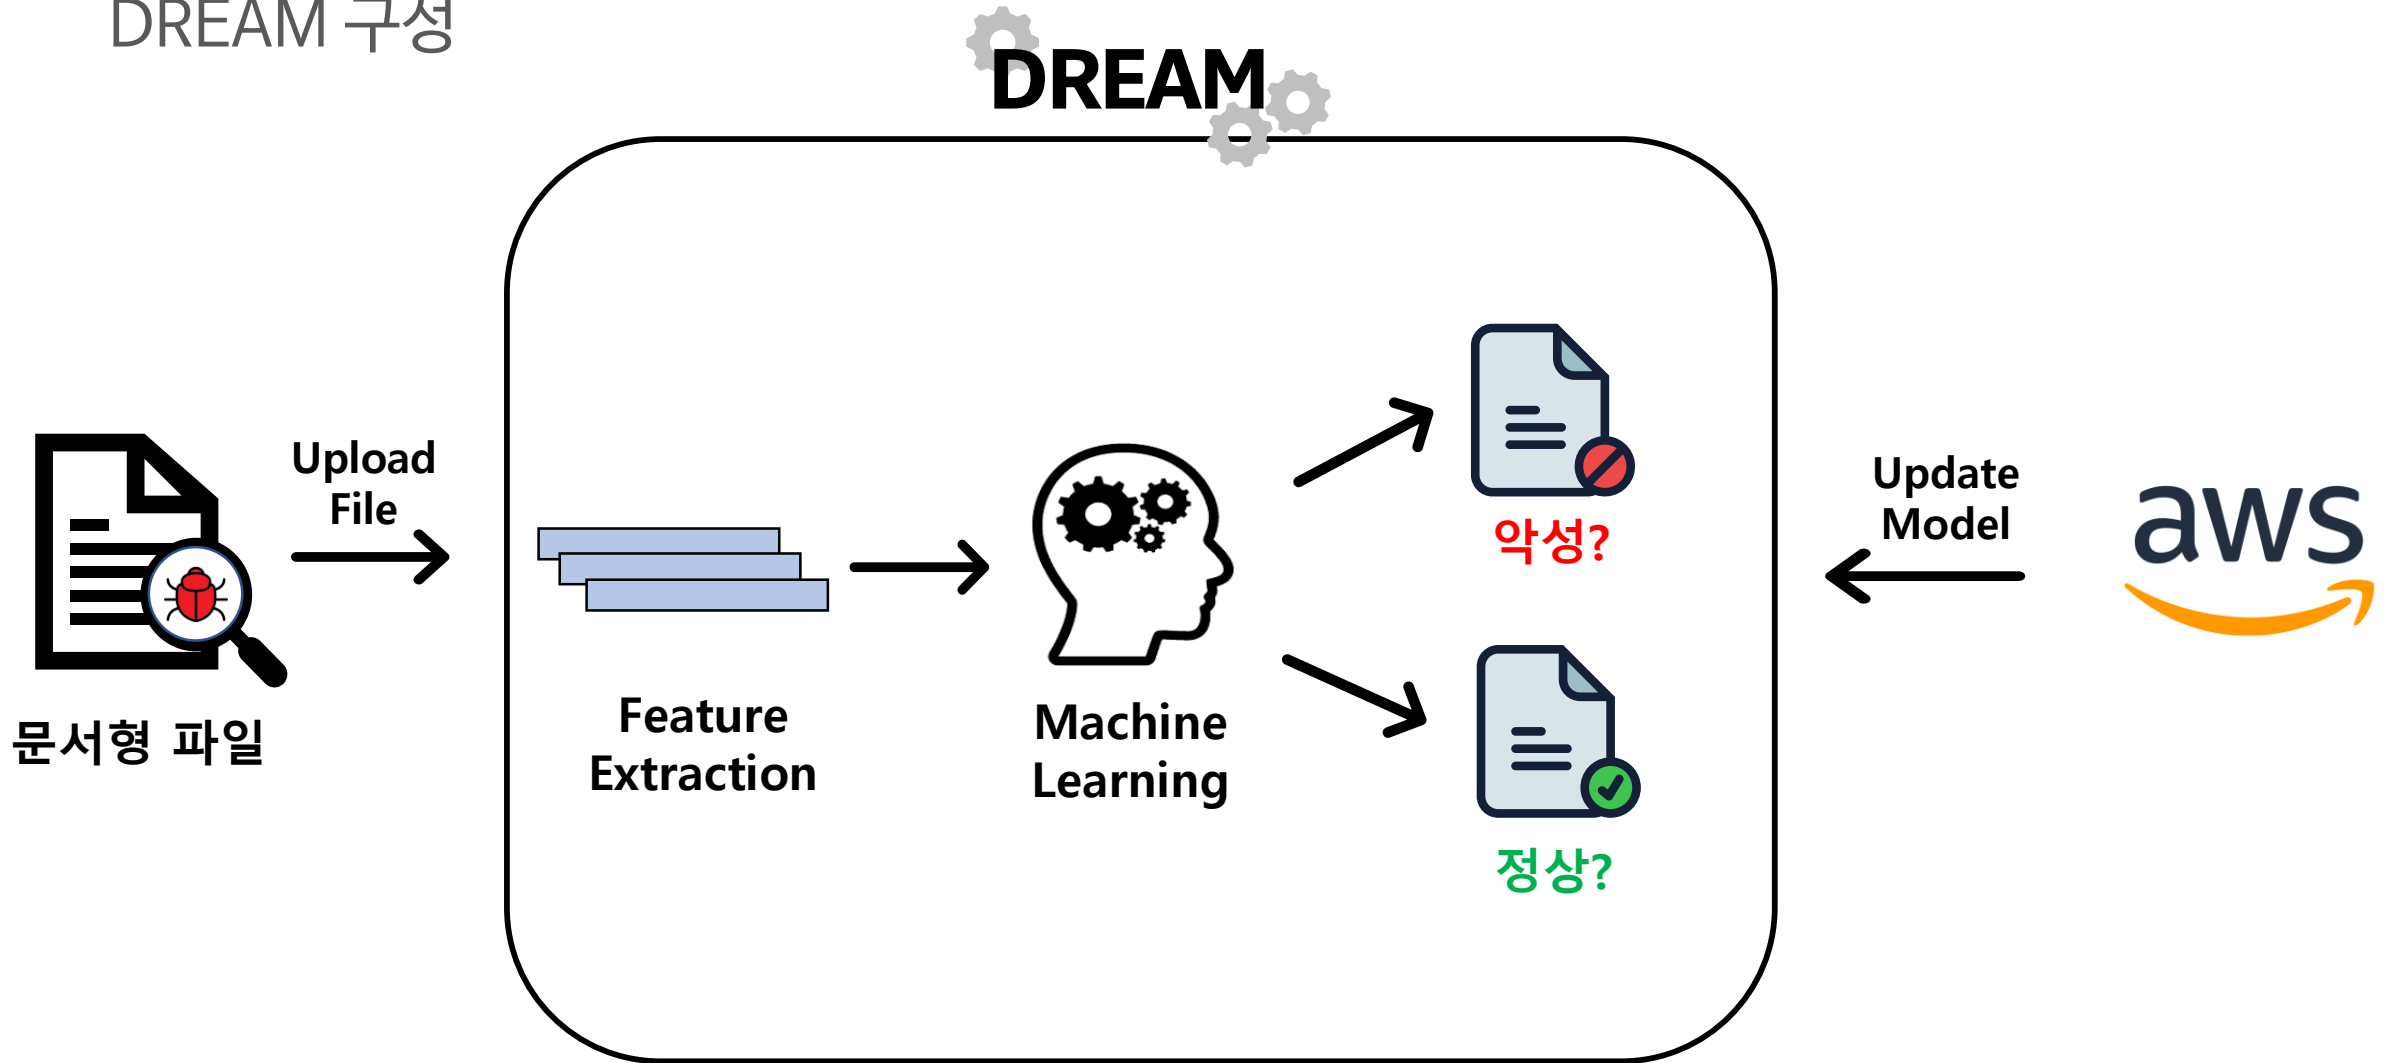 DREAM 구성
DREAM
Upload
File
문서형 파일
Feature
Extraction
Machine
Learning
악성?
정상?
Update
Model
aws